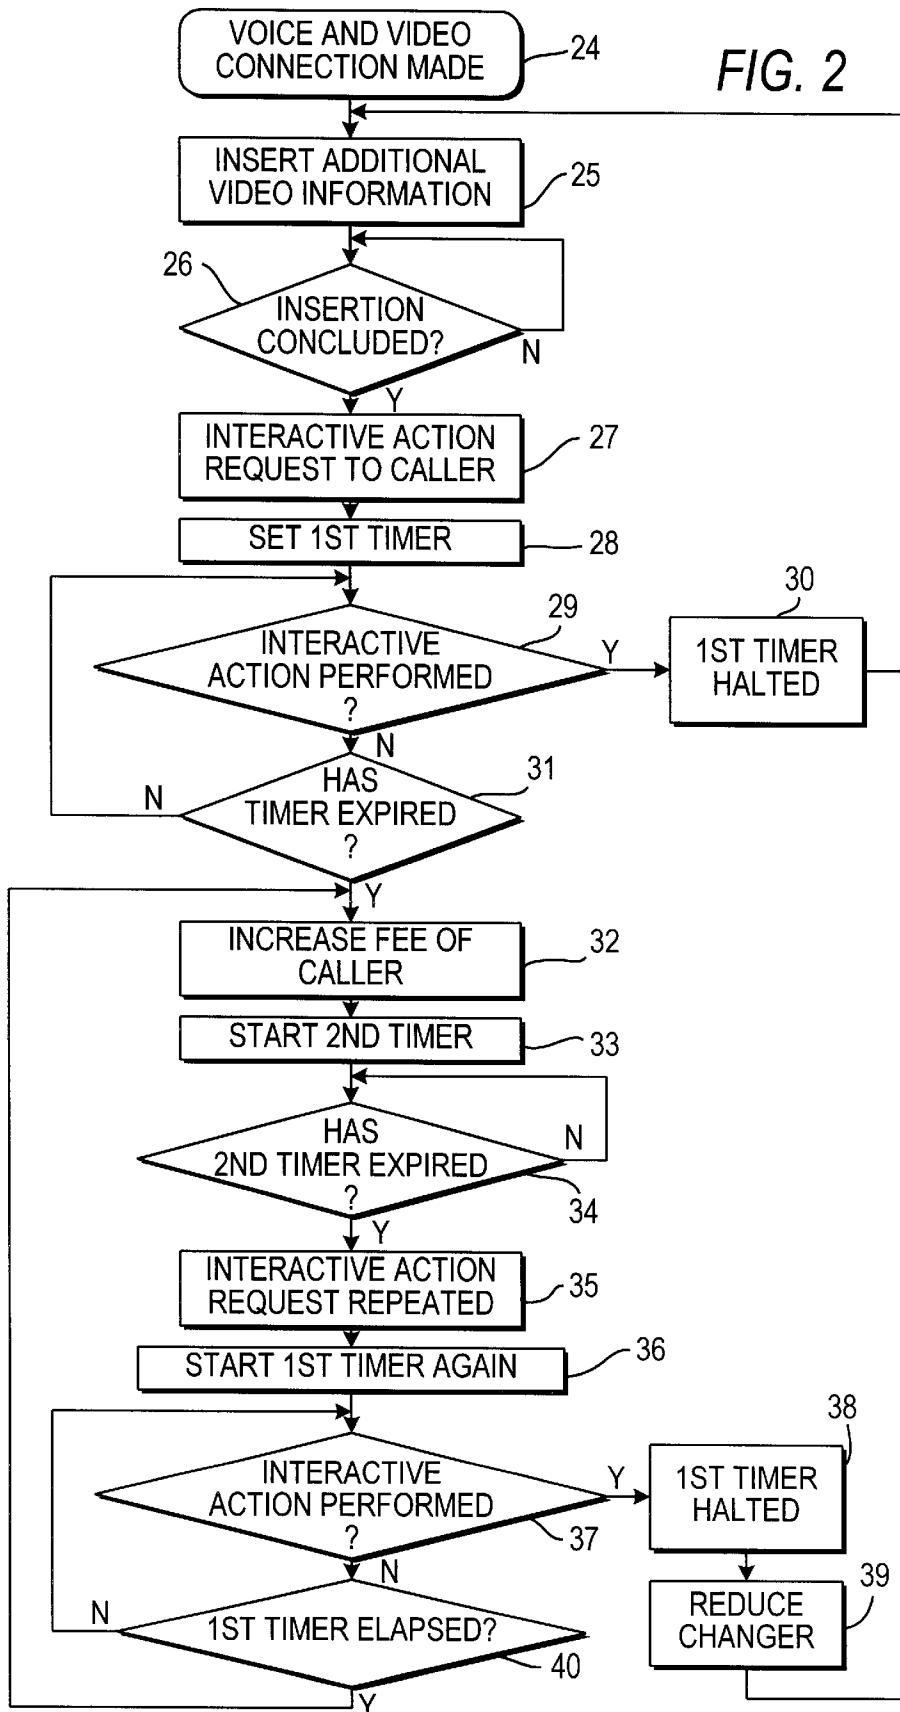 VOICE AND VIDEO
CONNECTION MADE
24
FIG. 2
INSERT ADDITIONAL
VIDEO INFORMATION
25
26
INSERTION
CONCLUDED?
N
Y
INTERACTIVE ACTION
REQUEST TO CALLER
27
SET 1ST TIMER
28
29
30
INTERACTIVE
ACTION PERFORMED
?
Y
1ST TIMER
HALTED
N
31
HAS
TIMER EXPIRED
?
N
Y
INCREASE FEE OF
CALLER
32
START 2ND TIMER
33
HAS
2ND TIMER EXPIRED
?
N
34
Y
INTERACTIVE ACTION
REQUEST REPEATED
35
START 1ST TIMER AGAIN
36
38
INTERACTIVE
ACTION PERFORMED
?
Y
1ST TIMER
HALTED
37
N
39
REDUCE
CHANGER
N
1ST TIMER ELAPSED?
40
Y